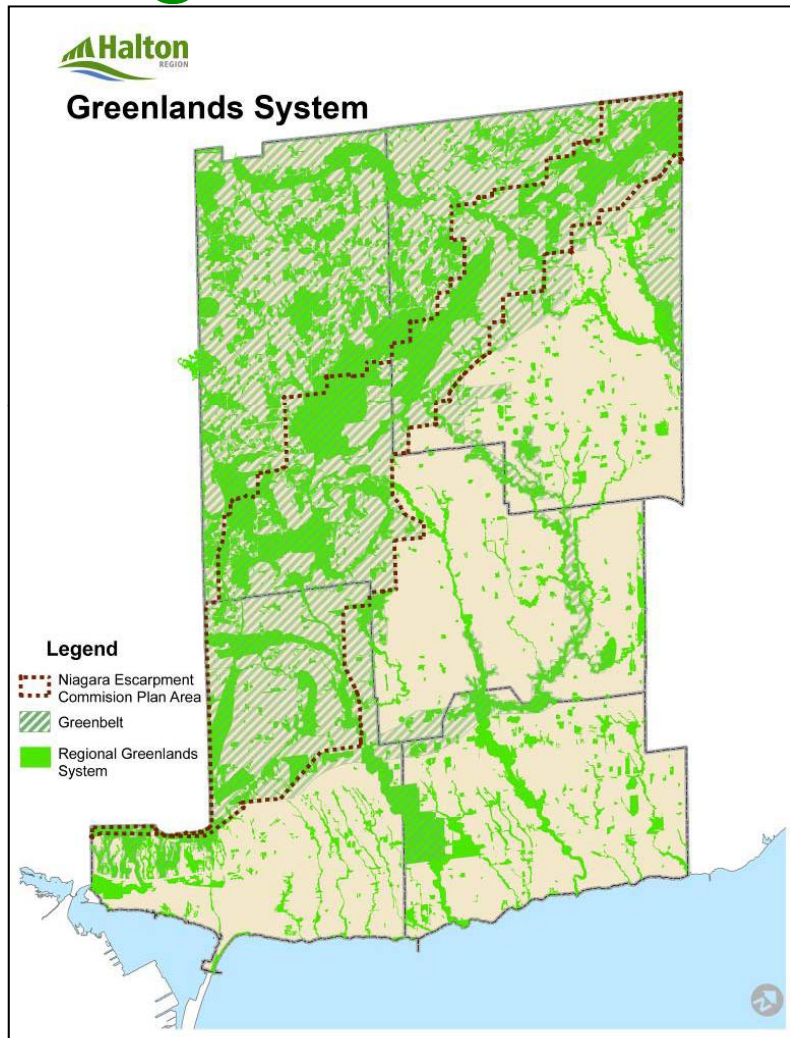 Halton
REGION
Greenlands System
Legend
Niagara Escarpment
Commision Plan Area
Greenbelt
Regional Greenlands
System